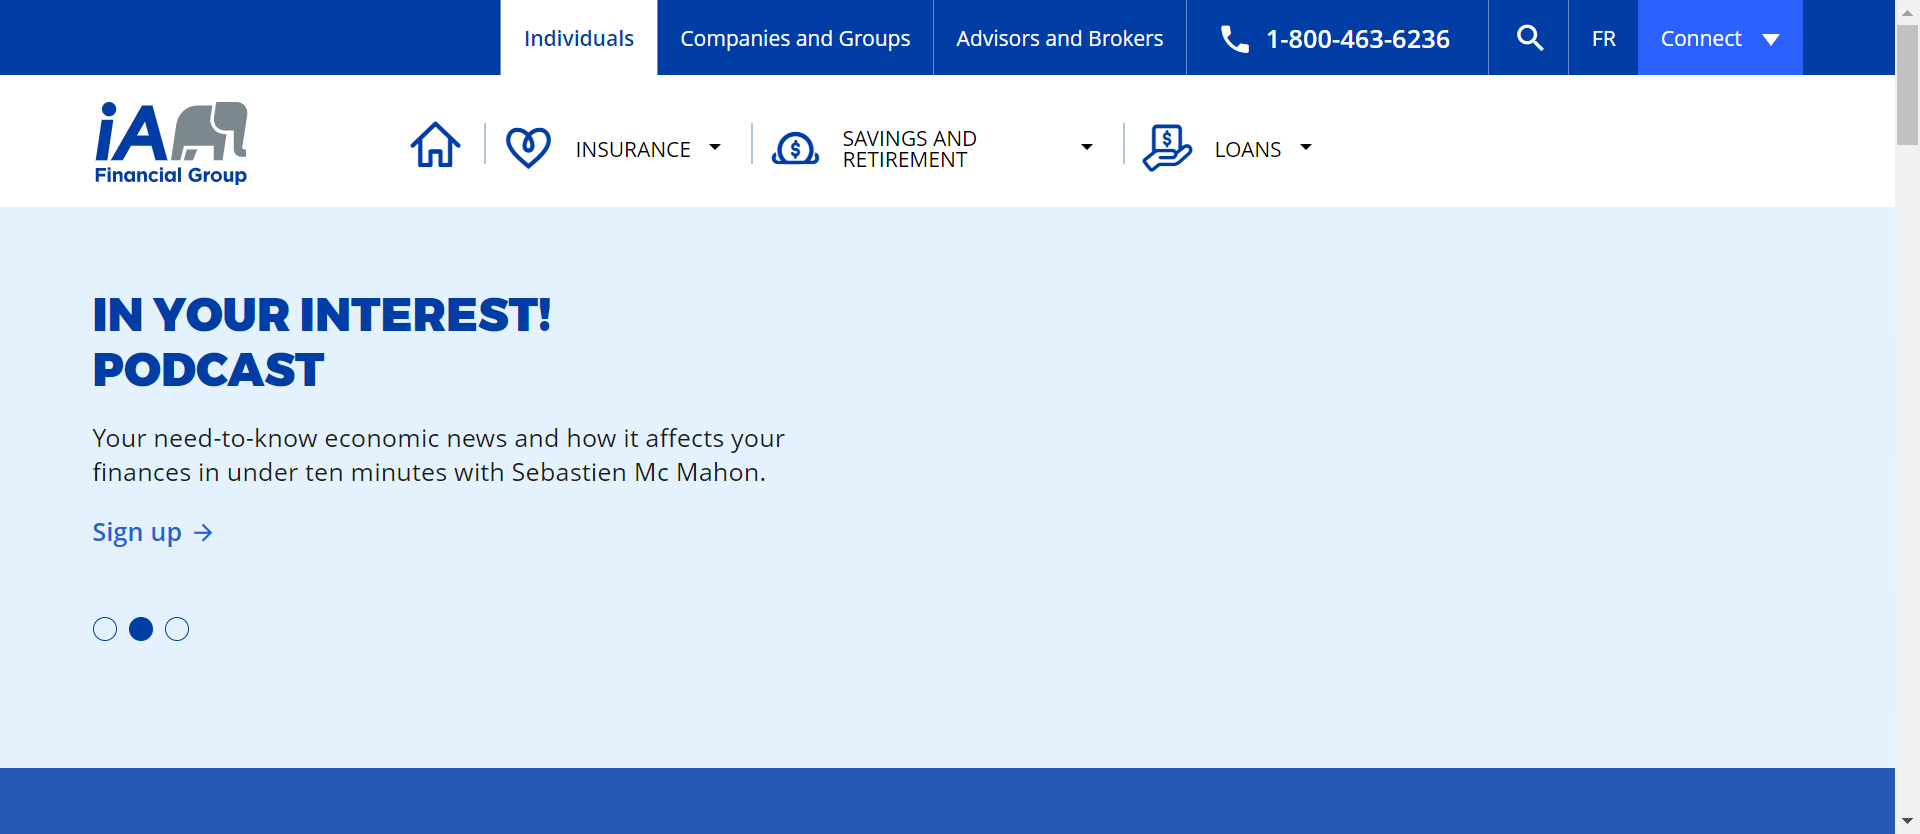 Individuals
Companies and Groups
Advisors and Brokers
1-800-463-6236
FR
Connect
iA
Financial Group
INSURANCE
SAVINGS AND
RETIREMENT
LOANS
IN YOUR INTEREST!
PODCAST
Your need-to-know economic news and how it affects your
finances in under ten minutes with Sebastien Mc Mahon.
Sign up →